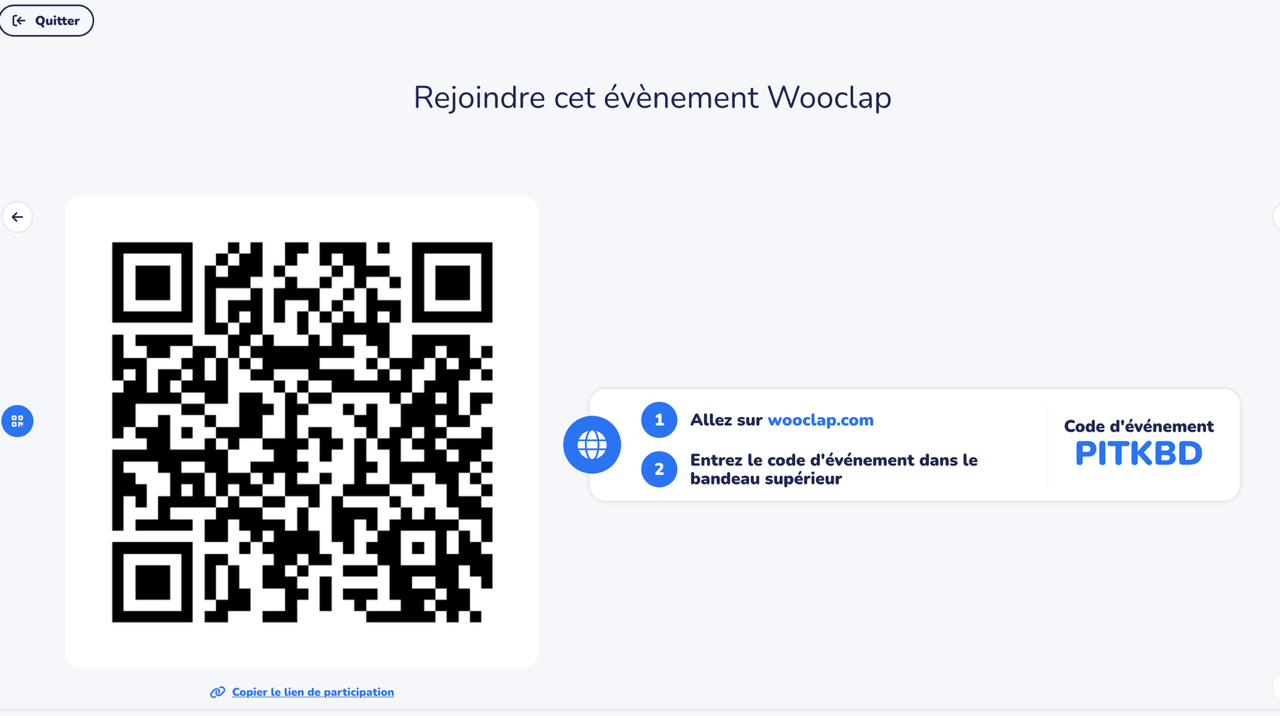 Quitter
Rejoindre cet évènement Wooclap
1 Allez sur wooclap.com
2 Entrez le code d'événement dans le
bandeau supérieur
Code d'événement
PITKBD
Copier le lien de participation